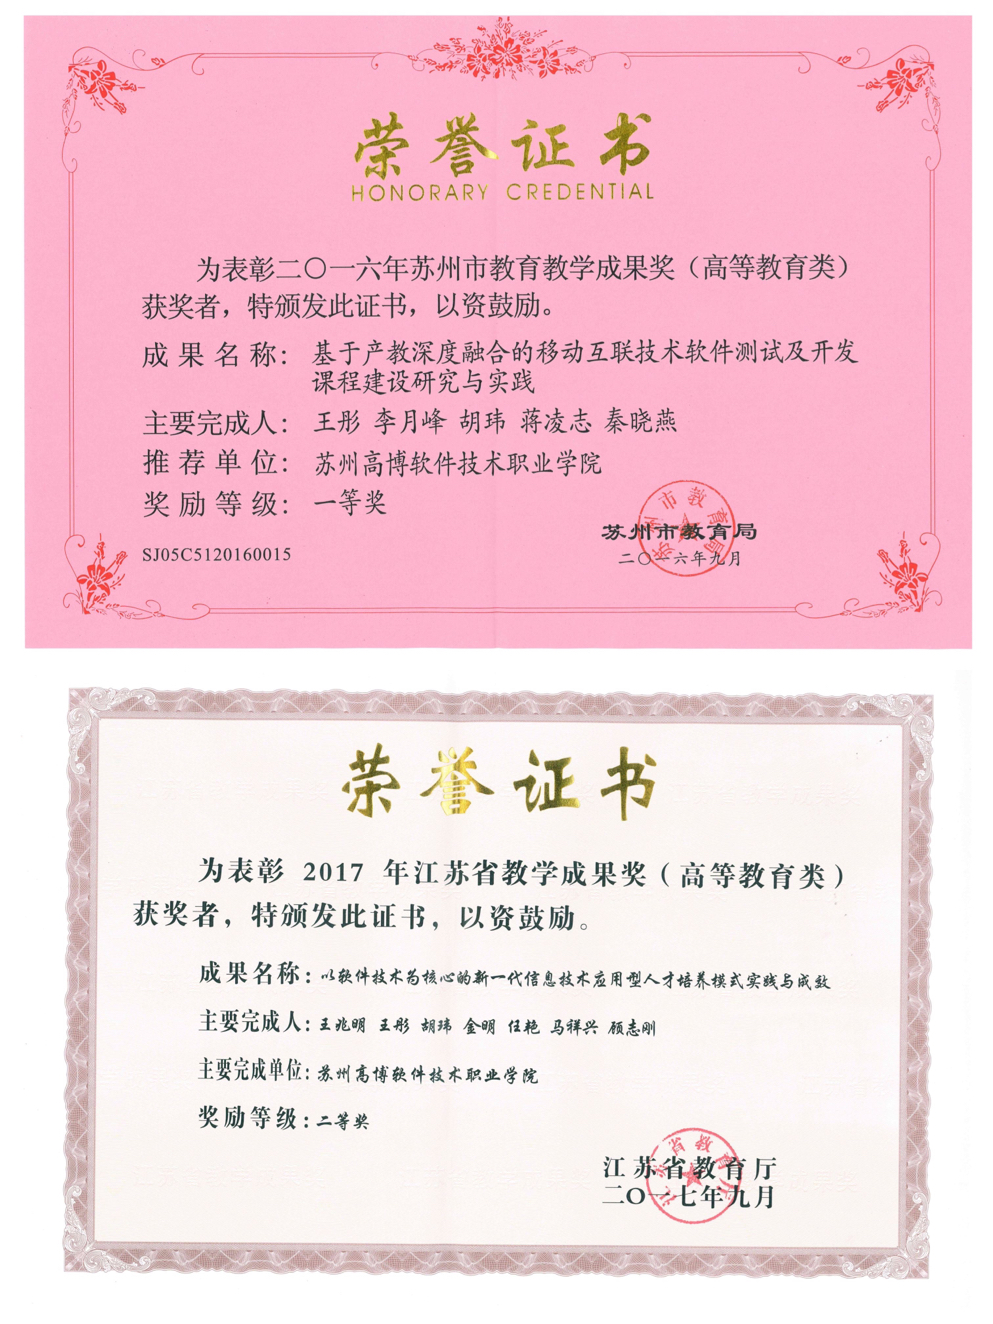 荣誉证书
HONORARY CREDENTIAL
为表彰二〇一六年苏州市教育教学成果奖（高等教育类）
获奖者，特颁发此证书，以资鼓励。
成果名称：基于产教深度融合的移动互联技术软件测试及开发
课程建设研究与实践
主要完成人：王彤 李月峰 胡玮 蒋凌志 秦晓燕
推荐单位：苏州高博软件技术职业学院
奖励等级：一等奖
苏州市教育局
苏州市教育局
SJ05C5120160015
二〇一六年九月
荣誉证书
为表彰 2017 年江苏省教学成果奖（高等教育类）
获奖者，特颁发此证书，以资鼓励。
成果名称：以软件技术为核心的新一代信息技术应用型人才培养模式实践与成效
主要完成人：王兆明 王彤 胡玮 金明 任艳 马祥兴 顾志刚
主要完成单位：苏州高博软件技术职业学院
奖励等级：二等奖
江苏省教育厅
江苏省教育厅
二〇一七年九月